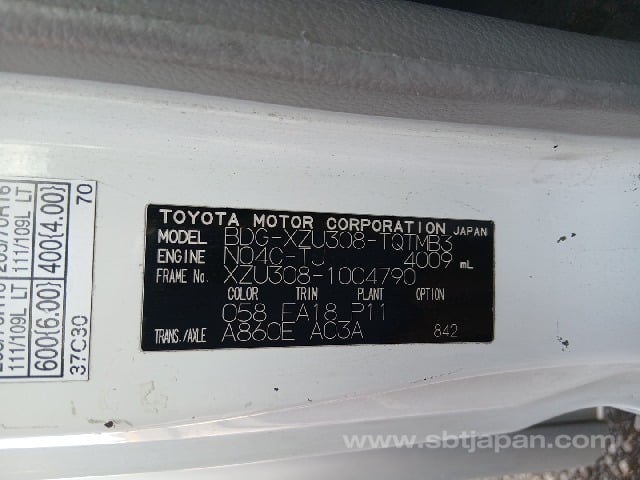 TOYOTA MOTOR CORPORATION JAPAN
MODEL BDG-XZU308-TQTMB3
ENGINE N04C-TJ 4009 mL
FRAME No. XZU308-1004790
COLOR TRIM PLANT OPTION
058 FA18 P11
TRANS./AXLE A860E A03A 842
111/109L LT 111/109L LT
600(6.00) 400(4.00)
37C30 70
www.sbtjapan.com